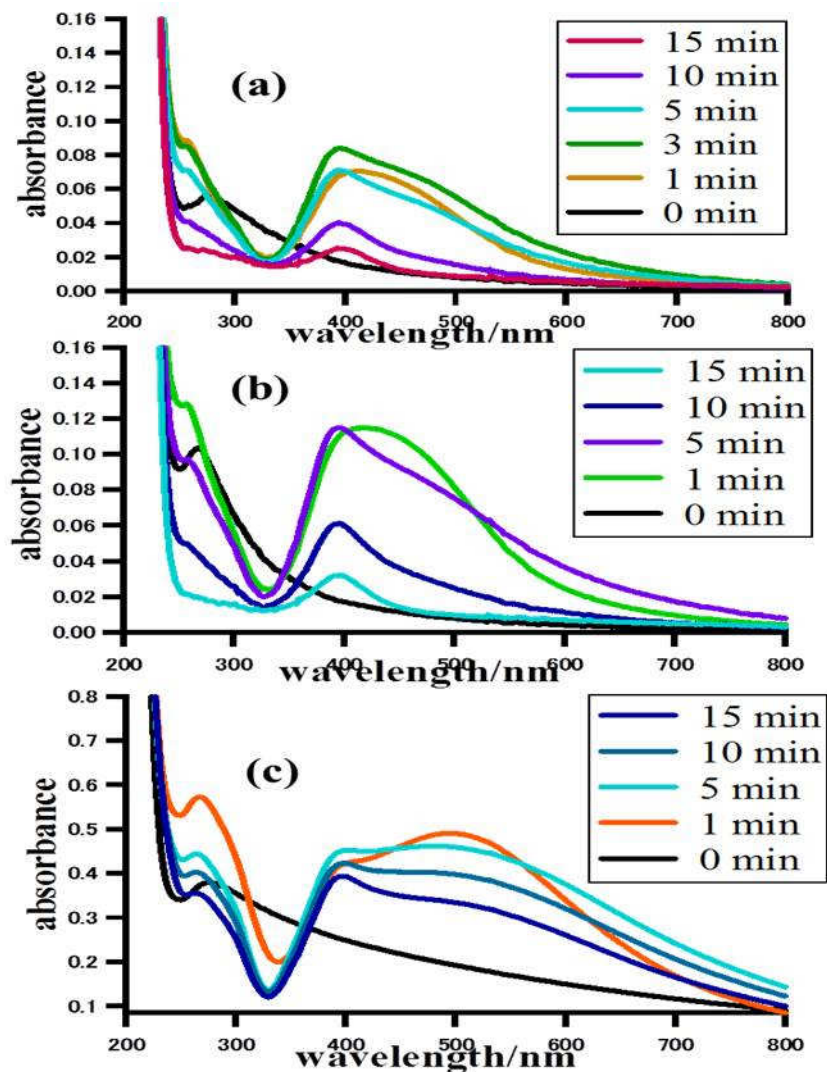 0.16
0.14
0.12
0.10
0.08
0.06
0.04
0.02
0.00
absorbance
(a)
15 min
10 min
5 min
3 min
1 min
0 min
200 300 400 500 600 700 800
wavelength/nm
0.16
0.14
0.12
0.10
0.08
0.06
0.04
0.02
0.00
absorbance
(b)
15 min
10 min
5 min
1 min
0 min
200 300 400 500 600 700 800
wavelength/nm
0.8
0.7
0.6
0.5
0.4
0.3
0.2
0.1
absorbance
(c)
15 min
10 min
5 min
1 min
0 min
200 300 400 500 600 700 800
wavelength/nm